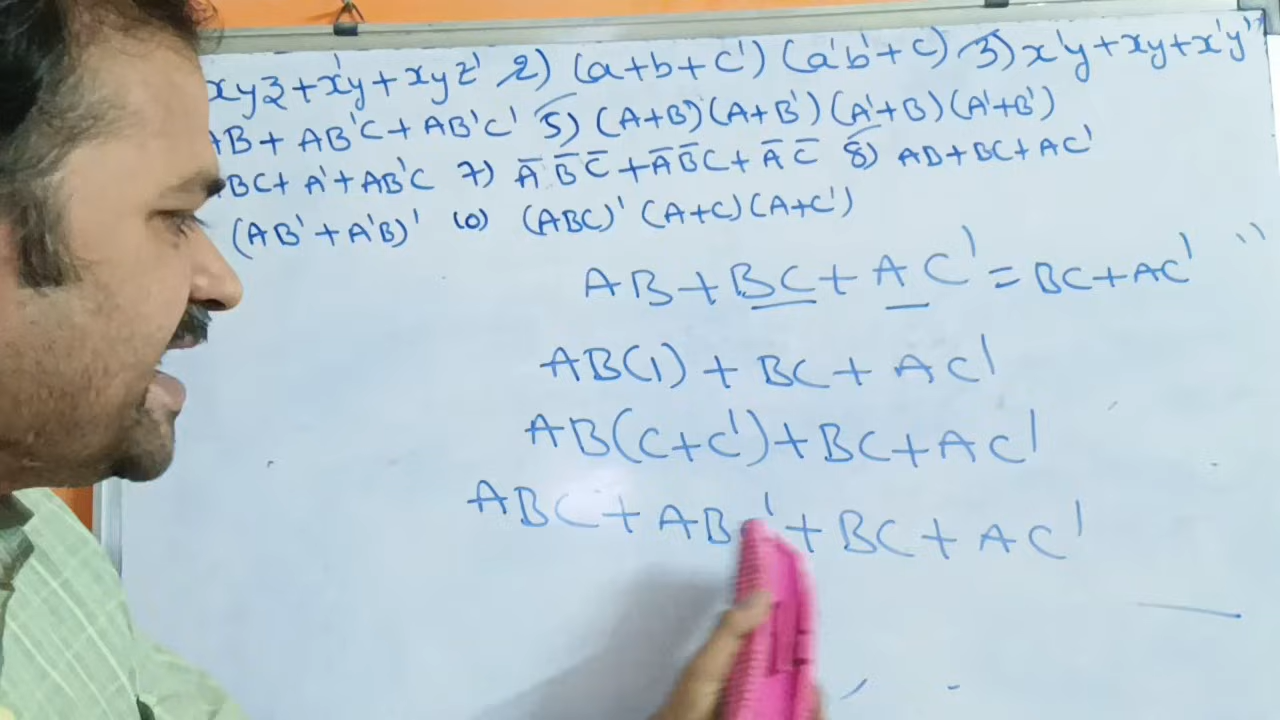 xyz+x'y+xyz' 2) (a+b+c') (a'b'+c) 3) x'y+xy+x'y'
AB+AB'C+AB'C' 5) (A+B)(A+B')(A'+B)(A'+B')
BC+A'+AB'C 7) A̅ B̅ C̅+A̅ B̅ C+A̅ C̅ 8) AB+BC+AC'
(AB'+A'B)' 10) (ABC)' (A+C)(A+C')
AB+BC+AC'=BC+AC'
AB(1)+BC+AC'
AB(C+C')+BC+AC'
ABC+AB '+BC+AC'